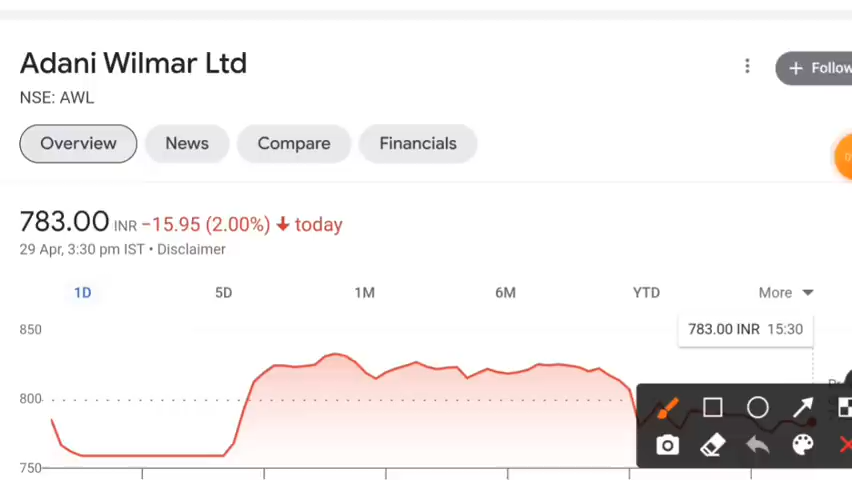 Adani Wilmar Ltd
+ Follow
NSE: AWL
Overview News Compare Financials
783.00 INR −15.95 (2.00%) today
29 Apr, 3:30 pm IST • Disclaimer
1D 5D 1M 6M YTD More
850
783.00 INR 15:30
800
750